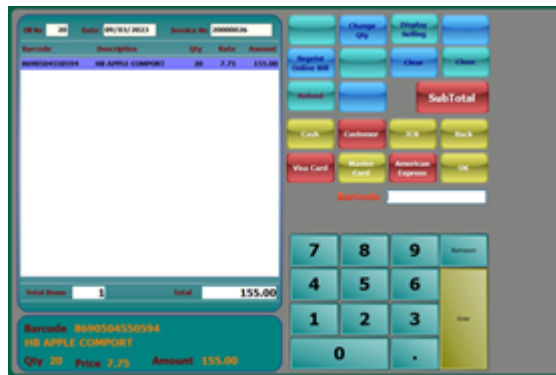 Till No 20 Date 09/03/2023 Invoice No 20000026
Barcode Description Qty Rate Amount
8690504550594 HB APPLE COMPORT 20 7.75 155.00
Total Items 1 Total 155.00
Barcode 8690504550594
HB APPLE COMPORT
Qty 20 Price 7.75 Amount 155.00
Change Qty Display Selling
Reprint Online Bill Clear Close
Refund SubTotal
Cash Customer JCB Back
Visa Card Master Card American Express OK
Barcode
7 8 9
4 5 6
1 2 3 Enter
0 .